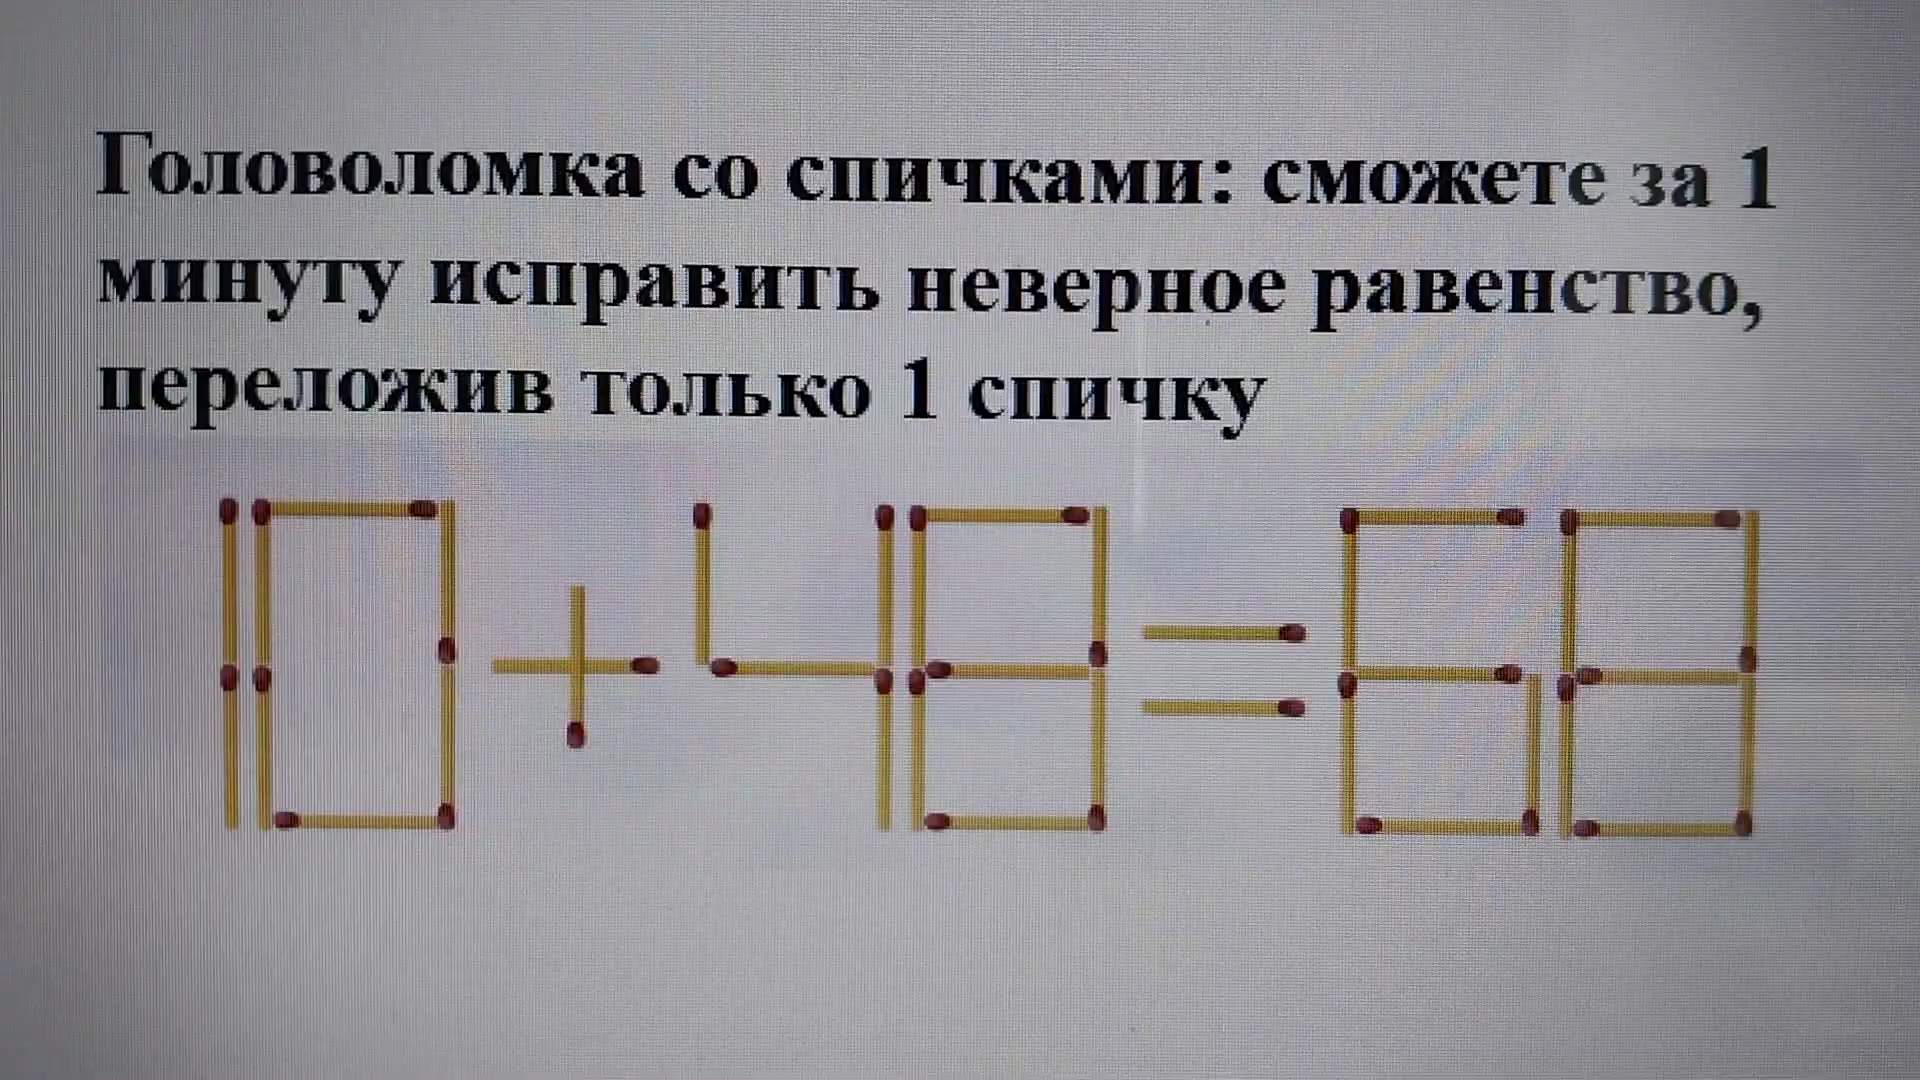 Головоломка со спичками: сможете за 1
минуту исправить неверное равенство,
переложив только 1 спичку
10+48=68